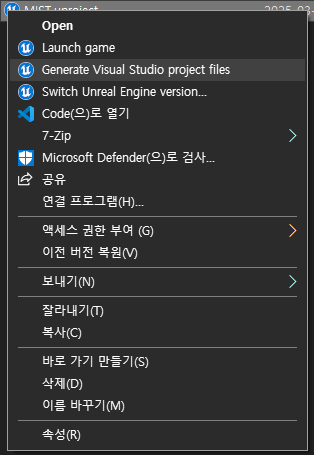 MIST.uproject 2025-03-
Open
Launch game
Generate Visual Studio project files
Switch Unreal Engine version...
Code(으)로 열기
7-Zip
Microsoft Defender(으)로 검사...
공유
연결 프로그램(H)...
액세스 권한 부여 (G)
이전 버전 복원(V)
보내기(N)
잘라내기(T)
복사(C)
바로 가기 만들기(S)
삭제(D)
이름 바꾸기(M)
속성(R)